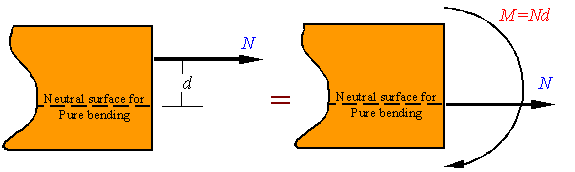 N
d
Neutral surface for
Pure bending
=
M=Nd
N
Neutral surface for
Pure bending